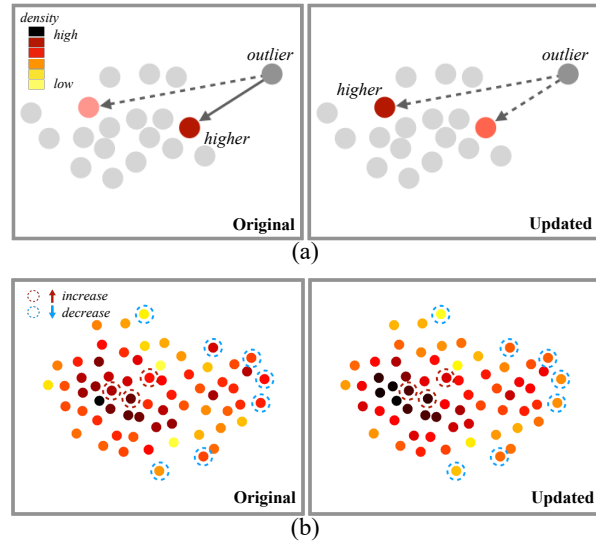 density
high
low
outlier
higher
Original
outlier
higher
Updated
(a)
increase
decrease
Original
Updated
(b)